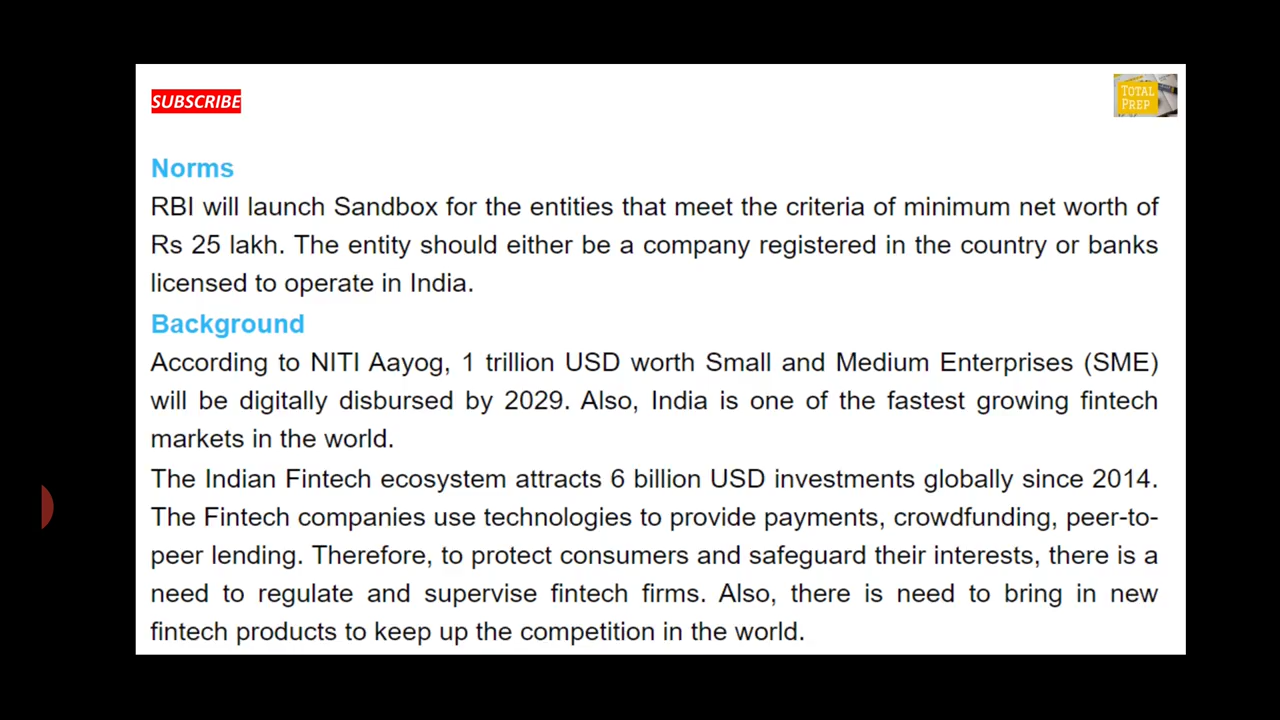 SUBSCRIBE
TOTAL
PREP
Norms
RBI will launch Sandbox for the entities that meet the criteria of minimum net worth of
Rs 25 lakh. The entity should either be a company registered in the country or banks
licensed to operate in India.
Background
According to NITI Aayog, 1 trillion USD worth Small and Medium Enterprises (SME)
will be digitally disbursed by 2029. Also, India is one of the fastest growing fintech
markets in the world.
The Indian Fintech ecosystem attracts 6 billion USD investments globally since 2014.
The Fintech companies use technologies to provide payments, crowdfunding, peer-to-
peer lending. Therefore, to protect consumers and safeguard their interests, there is a
need to regulate and supervise fintech firms. Also, there is need to bring in new
fintech products to keep up the competition in the world.